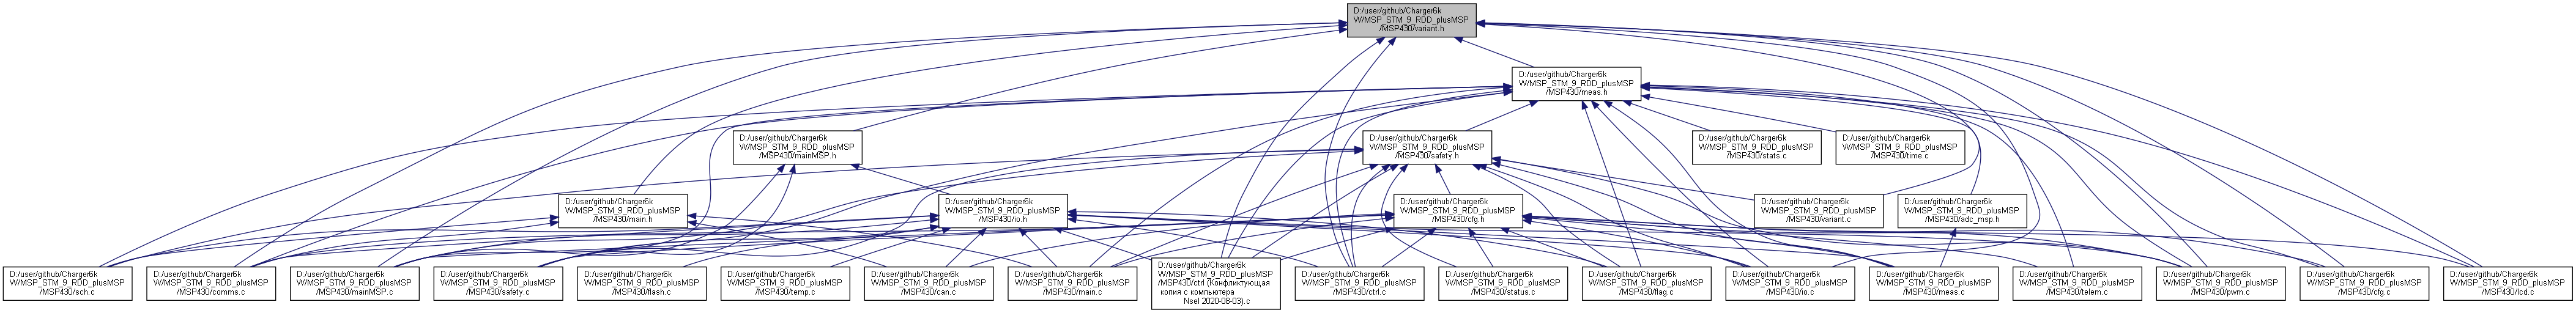 D:/user/github/Charger6k
W/MSP_STM_9_RDD_plusMSP
/MSP430/variant.h
D:/user/github/Charger6k
W/MSP_STM_9_RDD_plusMSP
/MSP430/meas.h
D:/user/github/Charger6k
W/MSP_STM_9_RDD_plusMSP
/MSP430/mainMSP.h
D:/user/github/Charger6k
W/MSP_STM_9_RDD_plusMSP
/MSP430/safety.h
D:/user/github/Charger6k
W/MSP_STM_9_RDD_plusMSP
/MSP430/stats.c
D:/user/github/Charger6k
W/MSP_STM_9_RDD_plusMSP
/MSP430/time.c
D:/user/github/Charger6k
W/MSP_STM_9_RDD_plusMSP
/MSP430/main.h
D:/user/github/Charger6k
W/MSP_STM_9_RDD_plusMSP
/MSP430/io.h
D:/user/github/Charger6k
W/MSP_STM_9_RDD_plusMSP
/MSP430/cfg.h
D:/user/github/Charger6k
W/MSP_STM_9_RDD_plusMSP
/MSP430/variant.c
D:/user/github/Charger6k
W/MSP_STM_9_RDD_plusMSP
/MSP430/adc_msp.h
D:/user/github/Charger6k
W/MSP_STM_9_RDD_plusMSP
/MSP430/sch.c
D:/user/github/Charger6k
W/MSP_STM_9_RDD_plusMSP
/MSP430/comms.c
D:/user/github/Charger6k
W/MSP_STM_9_RDD_plusMSP
/MSP430/mainMSP.c
D:/user/github/Charger6k
W/MSP_STM_9_RDD_plusMSP
/MSP430/safety.c
D:/user/github/Charger6k
W/MSP_STM_9_RDD_plusMSP
/MSP430/flash.c
D:/user/github/Charger6k
W/MSP_STM_9_RDD_plusMSP
/MSP430/temp.c
D:/user/github/Charger6k
W/MSP_STM_9_RDD_plusMSP
/MSP430/can.c
D:/user/github/Charger6k
W/MSP_STM_9_RDD_plusMSP
/MSP430/main.c
D:/user/github/Charger6k
W/MSP_STM_9_RDD_plusMSP
/MSP430/ctrl (Конфликтующая
копия с компьютера
Nsel 2020-08-03).c
D:/user/github/Charger6k
W/MSP_STM_9_RDD_plusMSP
/MSP430/ctrl.c
D:/user/github/Charger6k
W/MSP_STM_9_RDD_plusMSP
/MSP430/status.c
D:/user/github/Charger6k
W/MSP_STM_9_RDD_plusMSP
/MSP430/flag.c
D:/user/github/Charger6k
W/MSP_STM_9_RDD_plusMSP
/MSP430/io.c
D:/user/github/Charger6k
W/MSP_STM_9_RDD_plusMSP
/MSP430/meas.c
D:/user/github/Charger6k
W/MSP_STM_9_RDD_plusMSP
/MSP430/telem.c
D:/user/github/Charger6k
W/MSP_STM_9_RDD_plusMSP
/MSP430/pwm.c
D:/user/github/Charger6k
W/MSP_STM_9_RDD_plusMSP
/MSP430/cfg.c
D:/user/github/Charger6k
W/MSP_STM_9_RDD_plusMSP
/MSP430/lcd.c